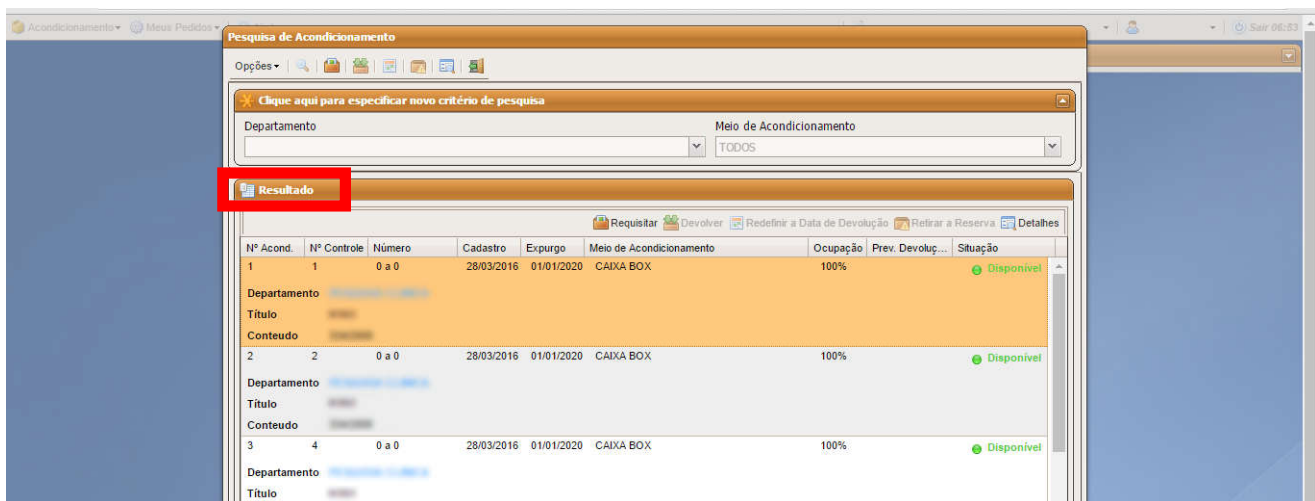 Acondicionamento Meus Pedidos Sair 06:53
Pesquisa de Acondicionamento
Opções
Clique aqui para especificar novo critério de pesquisa
Departamento Meio de Acondicionamento
TODOS
Resultado
Requisitar Devolver Redefinir a Data de Devolução Retirar a Reserva Detalhes
Nº Acond. Nº Controle Número Cadastro Expurgo Meio de Acondicionamento Ocupação Prev. Devoluç... Situação
1 1 0 a 0 28/03/2016 01/01/2020 CAIXA BOX 100% Disponível
Departamento
Título
Conteudo
2 2 0 a 0 28/03/2016 01/01/2020 CAIXA BOX 100% Disponível
Departamento
Título
Conteudo
3 4 0 a 0 28/03/2016 01/01/2020 CAIXA BOX 100% Disponível
Departamento
Título